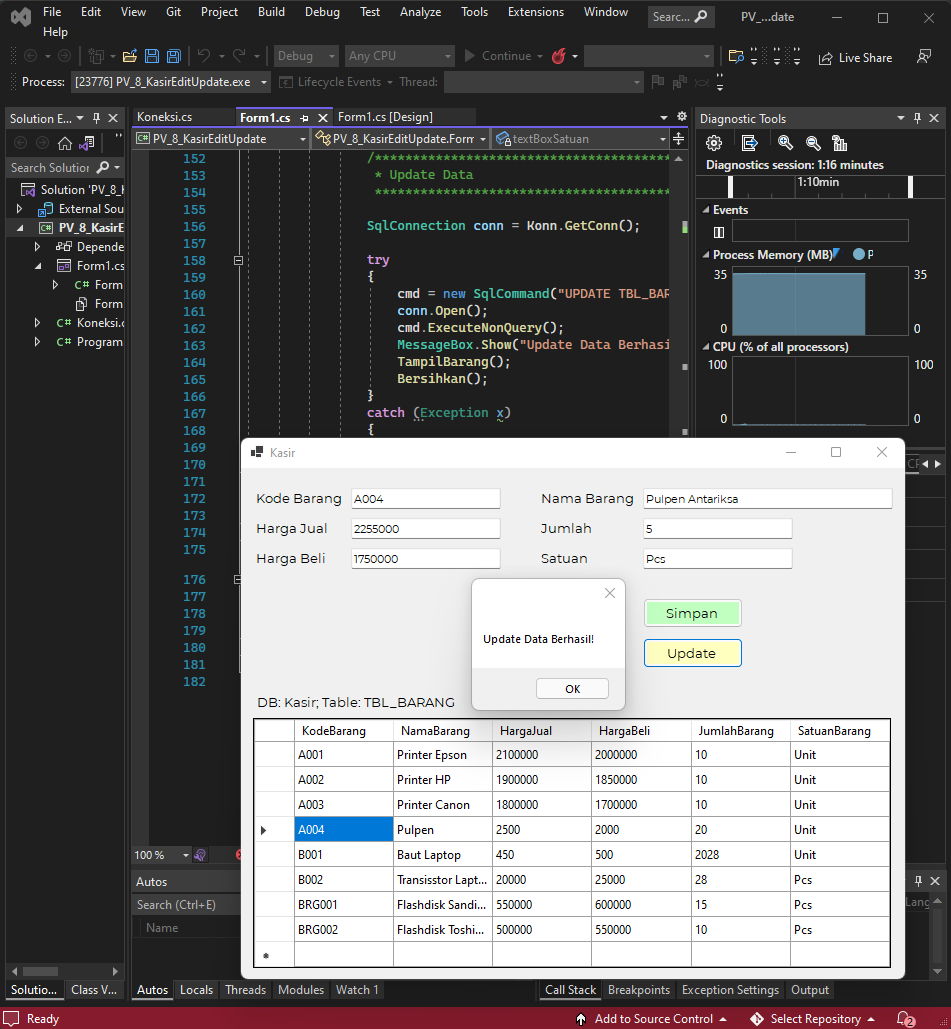 File Edit View Git Project Build Debug Test Analyze Tools Extensions Window Searc... PV_...date
Help
Debug Any CPU Continue Live Share
Process: [23776] PV_8_KasirEditUpdate.exe Lifecycle Events Thread:
Solution E...
Search Solution
Solution 'PV_8_K
External Sou
PV_8_KasirE
Depende
Form1.cs
C# Form
Form
C# Koneksi.c
C# Program
Solutio... Class V...
Koneksi.cs Form1.cs Form1.cs [Design]
PV_8_KasirEditUpdate PV_8_KasirEditUpdate.Form textBoxSatuan
152 /***************************************
153 * Update Data
154 ***************************************
155
156 SqlConnection conn = Konn.GetConn();
157
158 try
159 {
160 cmd = new SqlCommand("UPDATE TBL_BAR
161 conn.Open();
162 cmd.ExecuteNonQuery();
163 MessageBox.Show("Update Data Berhasi
164 TampilBarang();
165 Bersihkan();
166 }
167 catch (Exception x)
168 {
169
170
171
172
173
174
175
176
177
178
179
180
181
182
100 %
Diagnostic Tools
Diagnostics session: 1:16 minutes
1:10min
Events
Process Memory (MB) P
35 35
0 0
CPU (% of all processors)
100 100
0 0
Kasir
Kode Barang A004 Nama Barang Pulpen Antariksa
Harga Jual 2255000 Jumlah 5
Harga Beli 1750000 Satuan Pcs
Simpan
Update
Update Data Berhasil!
OK
DB: Kasir; Table: TBL_BARANG
KodeBarang NamaBarang HargaJual HargaBeli JumlahBarang SatuanBarang
A001 Printer Epson 2100000 2000000 10 Unit
A002 Printer HP 1900000 1850000 10 Unit
A003 Printer Canon 1800000 1700000 10 Unit
A004 Pulpen 2500 2000 20 Unit
B001 Baut Laptop 450 500 2028 Unit
B002 Transisstor Lapt... 20000 25000 28 Pcs
BRG001 Flashdisk Sandi... 550000 600000 15 Pcs
BRG002 Flashdisk Toshi... 500000 550000 10 Pcs
Autos
Search (Ctrl+E)
Name
Lang
Autos Locals Threads Modules Watch 1
Call Stack Breakpoints Exception Settings Output
Ready Add to Source Control Select Repository 2